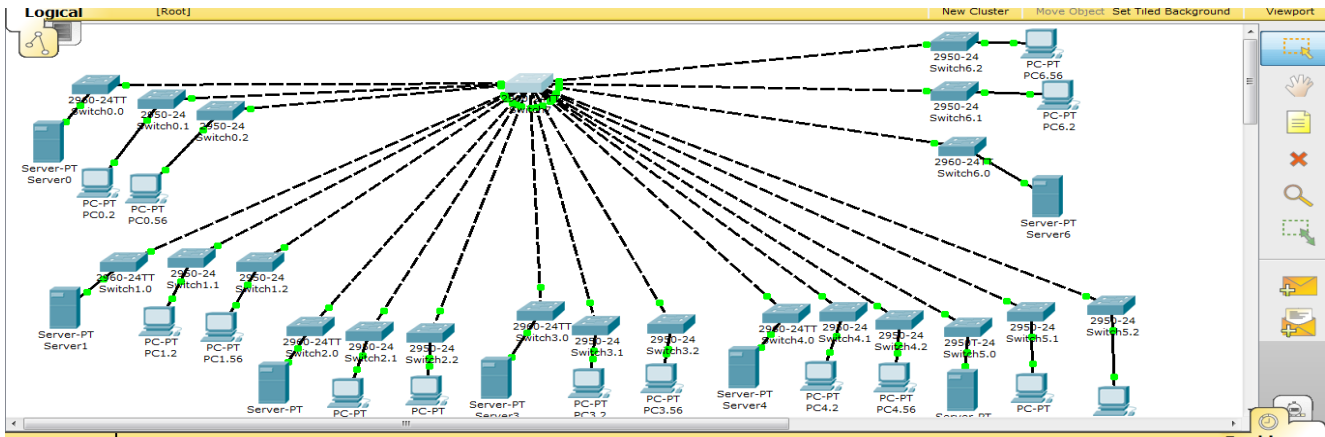 Logical
[Root]
New Cluster
Move Object
Set Tiled Background
Viewport
2950-24
Switch6.2
PC-PT
PC6.56
2950-24
Switch6.1
PC-PT
PC6.2
2960-24TT
Switch6.0
Server-PT
Server6
2960-24TT
Switch0.0
2950-24
Switch0.1
2950-24
Switch0.2
Server-PT
Server0
PC-PT
PC0.2
PC-PT
PC0.56
2960-24TT
Switch1.0
2950-24
Switch1.1
2950-24
Switch1.2
Server-PT
Server1
PC-PT
PC1.2
PC-PT
PC1.56
2960-24TT
Switch2.0
2950-24
Switch2.1
2950-24
Switch2.2
Server-PT
PC-PT
PC-PT
2960-24TT
Switch3.0
2950-24
Switch3.1
2950-24
Switch3.2
Server-PT
Server3
PC-PT
PC3.2
PC-PT
PC3.56
2960-24TT
Switch4.0
2950-24
Switch4.1
2950-24
Switch4.2
Server-PT
Server4
PC-PT
PC4.2
PC-PT
PC4.56
Switch5.0
2950-24
Switch5.1
2950-24
Switch5.2
Server-PT
PC-PT